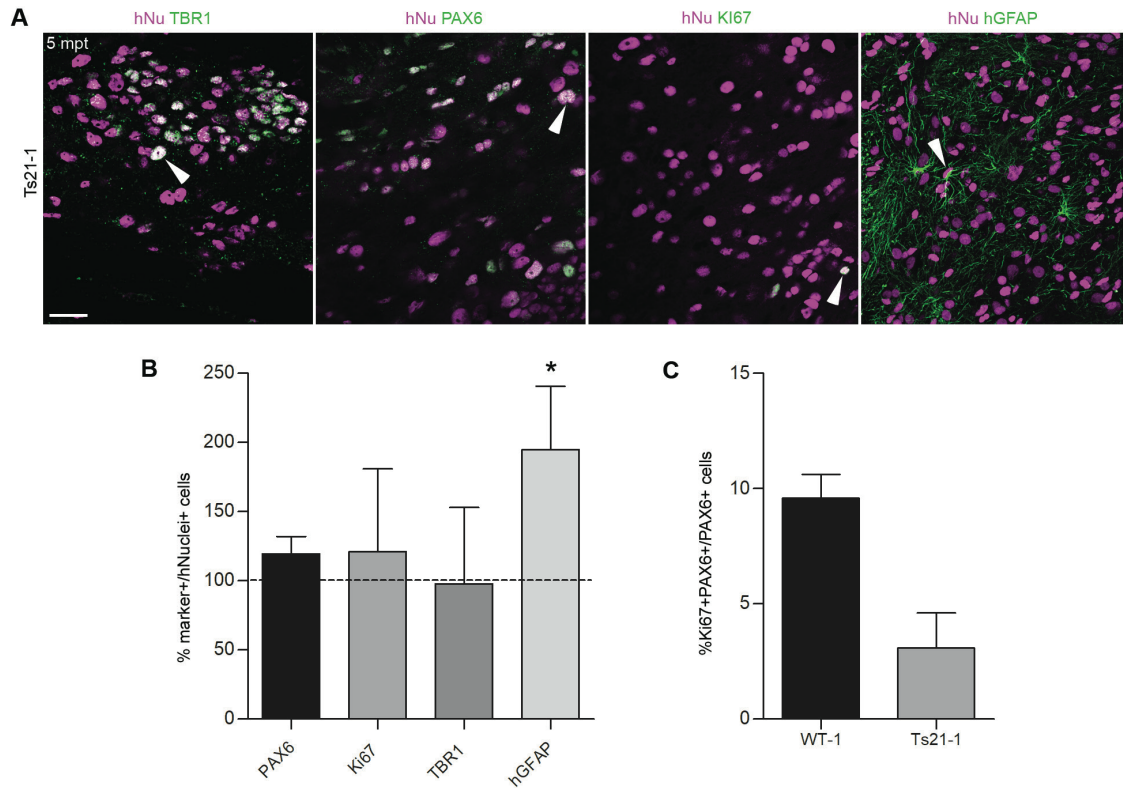 A
hNu TBR1
hNu PAX6
hNu KI67
hNu hGFAP
5 mpt
Ts21-1
B
% marker+/hNuclei+ cells
250
200
150
100
50
0
*
PAX6
Ki67
TBR1
hGFAP
C
%Ki67+PAX6+/PAX6+ cells
15
10
5
0
WT-1
Ts21-1